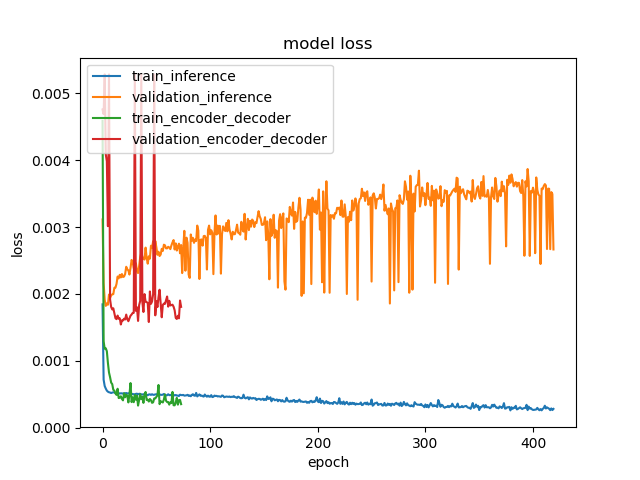 model loss
train_inference
validation_inference
train_encoder_decoder
validation_encoder_decoder
0.005
0.004
0.003
0.002
0.001
0.000
loss
0
100
200
300
400
epoch